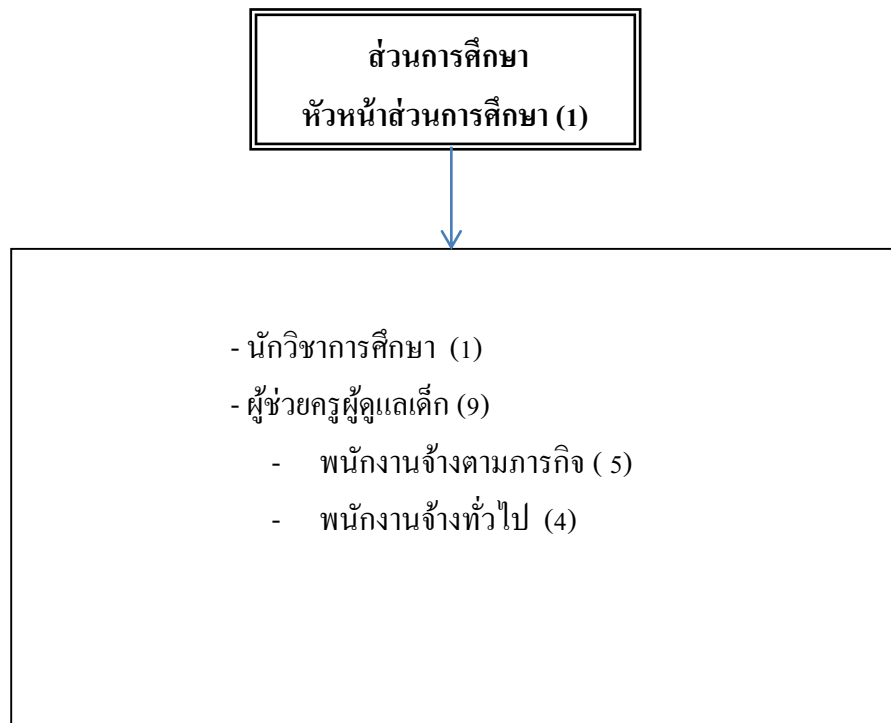 ส่วนการศึกษา
หัวหน้าส่วนการศึกษา (1)
- นักวิชาการศึกษา (1)
- ผู้ช่วยครูผู้ดูแลเด็ก (9)
- พนักงานจ้างตามภารกิจ ( 5)
- พนักงานจ้างทั่วไป (4)